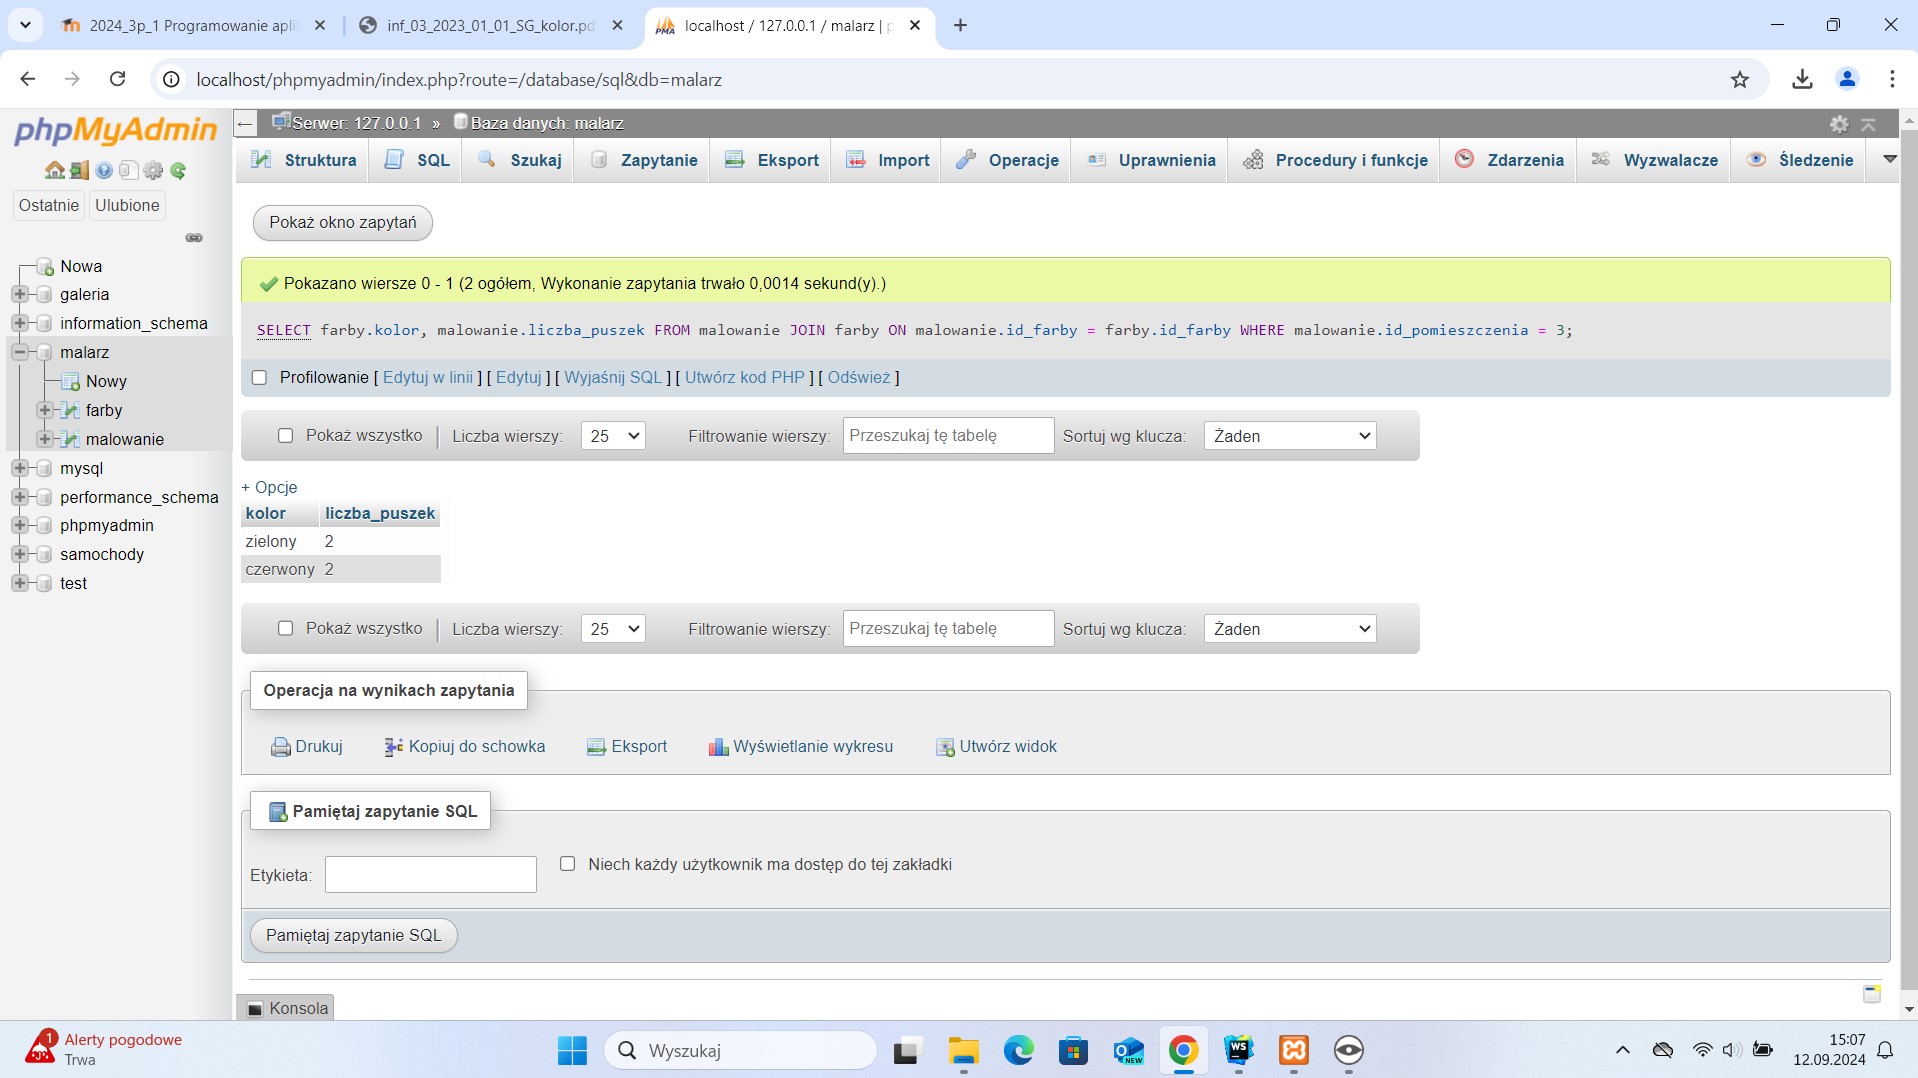 2024_3p_1 Programowanie apli
inf_03_2023_01_01_SG_kolor.pd
localhost / 127.0.0.1 / malarz | p
localhost/phpmyadmin/index.php?route=/database/sql&db=malarz
phpMyAdmin
Ostatnie
Ulubione
Nowa
galeria
information_schema
malarz
Nowy
farby
malowanie
mysql
performance_schema
phpmyadmin
samochody
test
Serwer: 127.0.0.1 » Baza danych: malarz
Struktura SQL Szukaj Zapytanie Eksport Import Operacje Uprawnienia Procedury i funkcje Zdarzenia Wyzwalacze Śledzenie
Pokaż okno zapytań
Pokazano wiersze 0 - 1 (2 ogółem, Wykonanie zapytania trwało 0,0014 sekund(y).)
SELECT farby.kolor, malowanie.liczba_puszek FROM malowanie JOIN farby ON malowanie.id_farby = farby.id_farby WHERE malowanie.id_pomieszczenia = 3;
Profilowanie [ Edytuj w linii ] [ Edytuj ] [ Wyjaśnij SQL ] [ Utwórz kod PHP ] [ Odśwież ]
Pokaż wszystko | Liczba wierszy: 25 Filtrowanie wierszy: Przeszukaj tę tabelę Sortuj wg klucza: Żaden
+ Opcje
kolor liczba_puszek
zielony 2
czerwony 2
Pokaż wszystko | Liczba wierszy: 25 Filtrowanie wierszy: Przeszukaj tę tabelę Sortuj wg klucza: Żaden
Operacja na wynikach zapytania
Drukuj Kopiuj do schowka Eksport Wyświetlanie wykresu Utwórz widok
Pamiętaj zapytanie SQL
Etykieta: Niech każdy użytkownik ma dostęp do tej zakładki
Pamiętaj zapytanie SQL
Konsola
1
Alerty pogodowe
Trwa
Wyszukaj
NEW
WS
15:07
12.09.2024